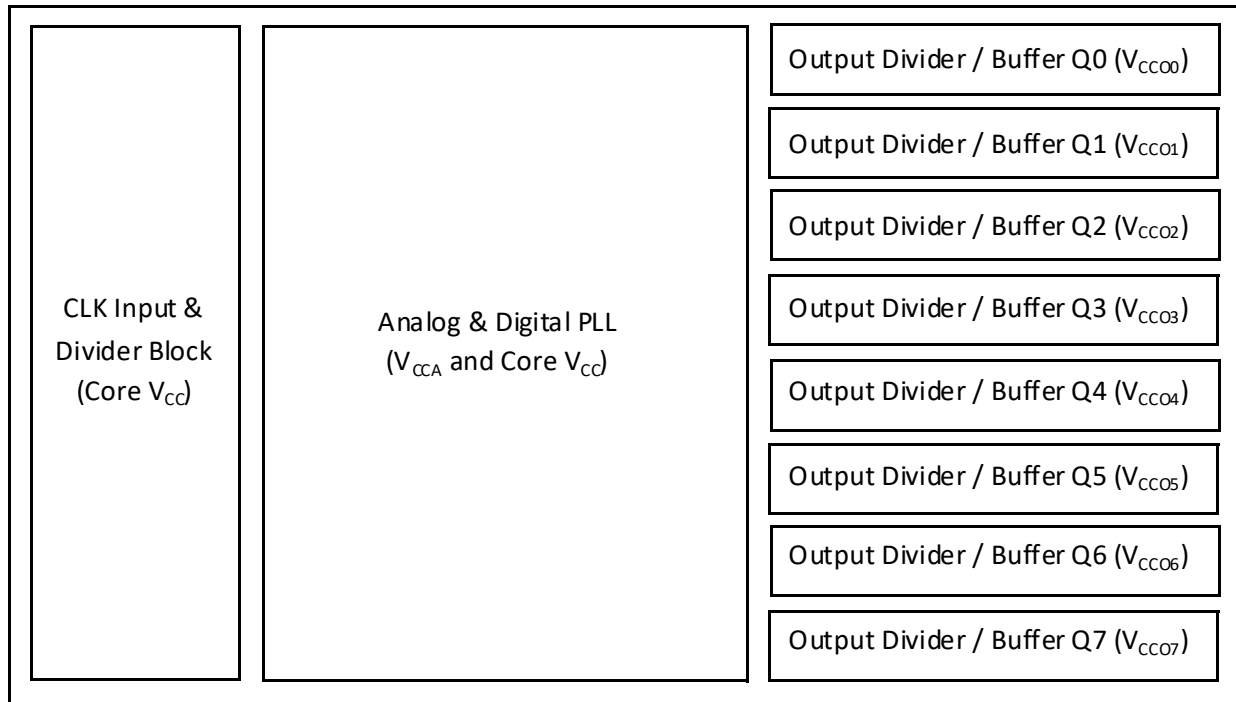 CLK Input &
Divider Block
(Core VCC)
Analog & Digital PLL
(VCCA and Core VCC)
Output Divider / Buffer Q0 (VCCO0)
Output Divider / Buffer Q1 (VCCO1)
Output Divider / Buffer Q2 (VCCO2)
Output Divider / Buffer Q3 (VCCO3)
Output Divider / Buffer Q4 (VCCO4)
Output Divider / Buffer Q5 (VCCO5)
Output Divider / Buffer Q6 (VCCO6)
Output Divider / Buffer Q7 (VCCO7)